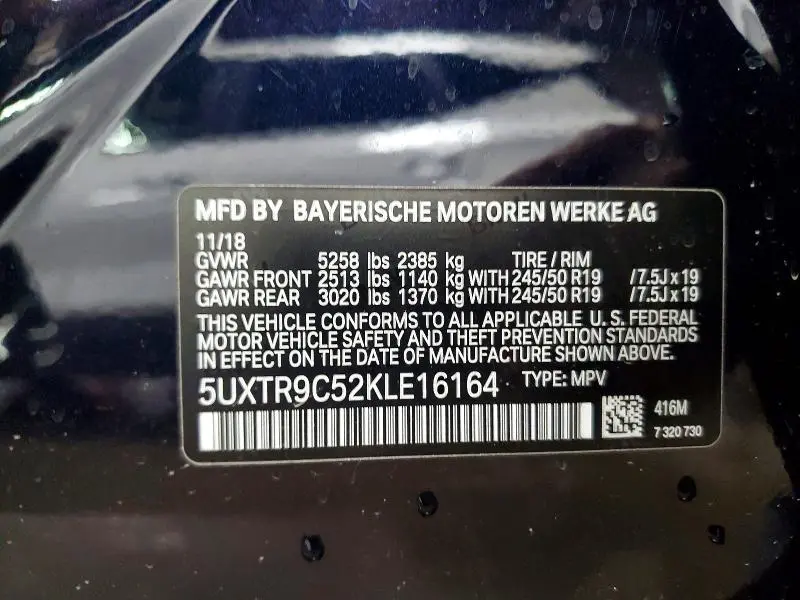 MFD BY BAYERISCHE MOTOREN WERKE AG
11/18
GVWR 5258 lbs 2385 kg TIRE / RIM
GAWR FRONT 2513 lbs 1140 kg WITH 245/50 R19 /7.5J x 19
GAWR REAR 3020 lbs 1370 kg WITH 245/50 R19 /7.5J x 19
THIS VEHICLE CONFORMS TO ALL APPLICABLE U. S. FEDERAL
MOTOR VEHICLE SAFETY AND THEFT PREVENTION STANDARDS
IN EFFECT ON THE DATE OF MANUFACTURE SHOWN ABOVE.
5UXTR9C52KLE16164 TYPE: MPV
416M
7 320 730